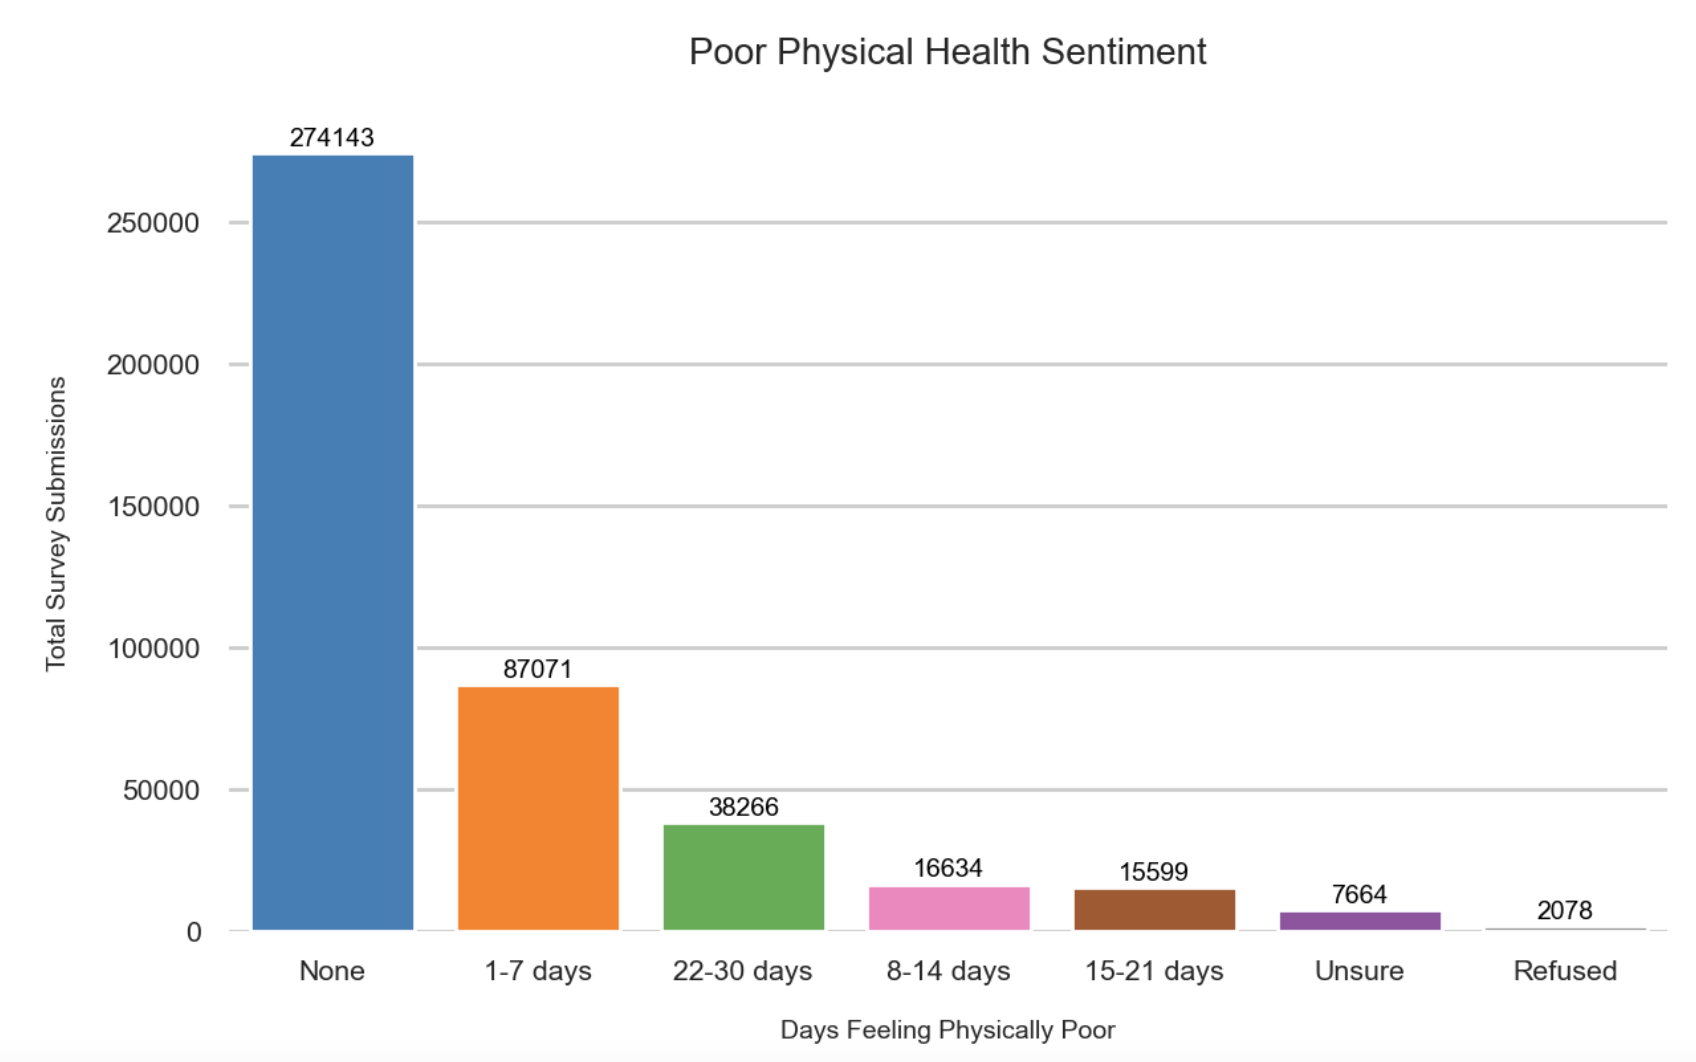 Poor Physical Health Sentiment
274143
250000
200000
150000
100000
87071
50000
38266
16634
15599
7664
2078
0
None
1-7 days
22-30 days
8-14 days
15-21 days
Unsure
Refused
Total Survey Submissions
Days Feeling Physically Poor